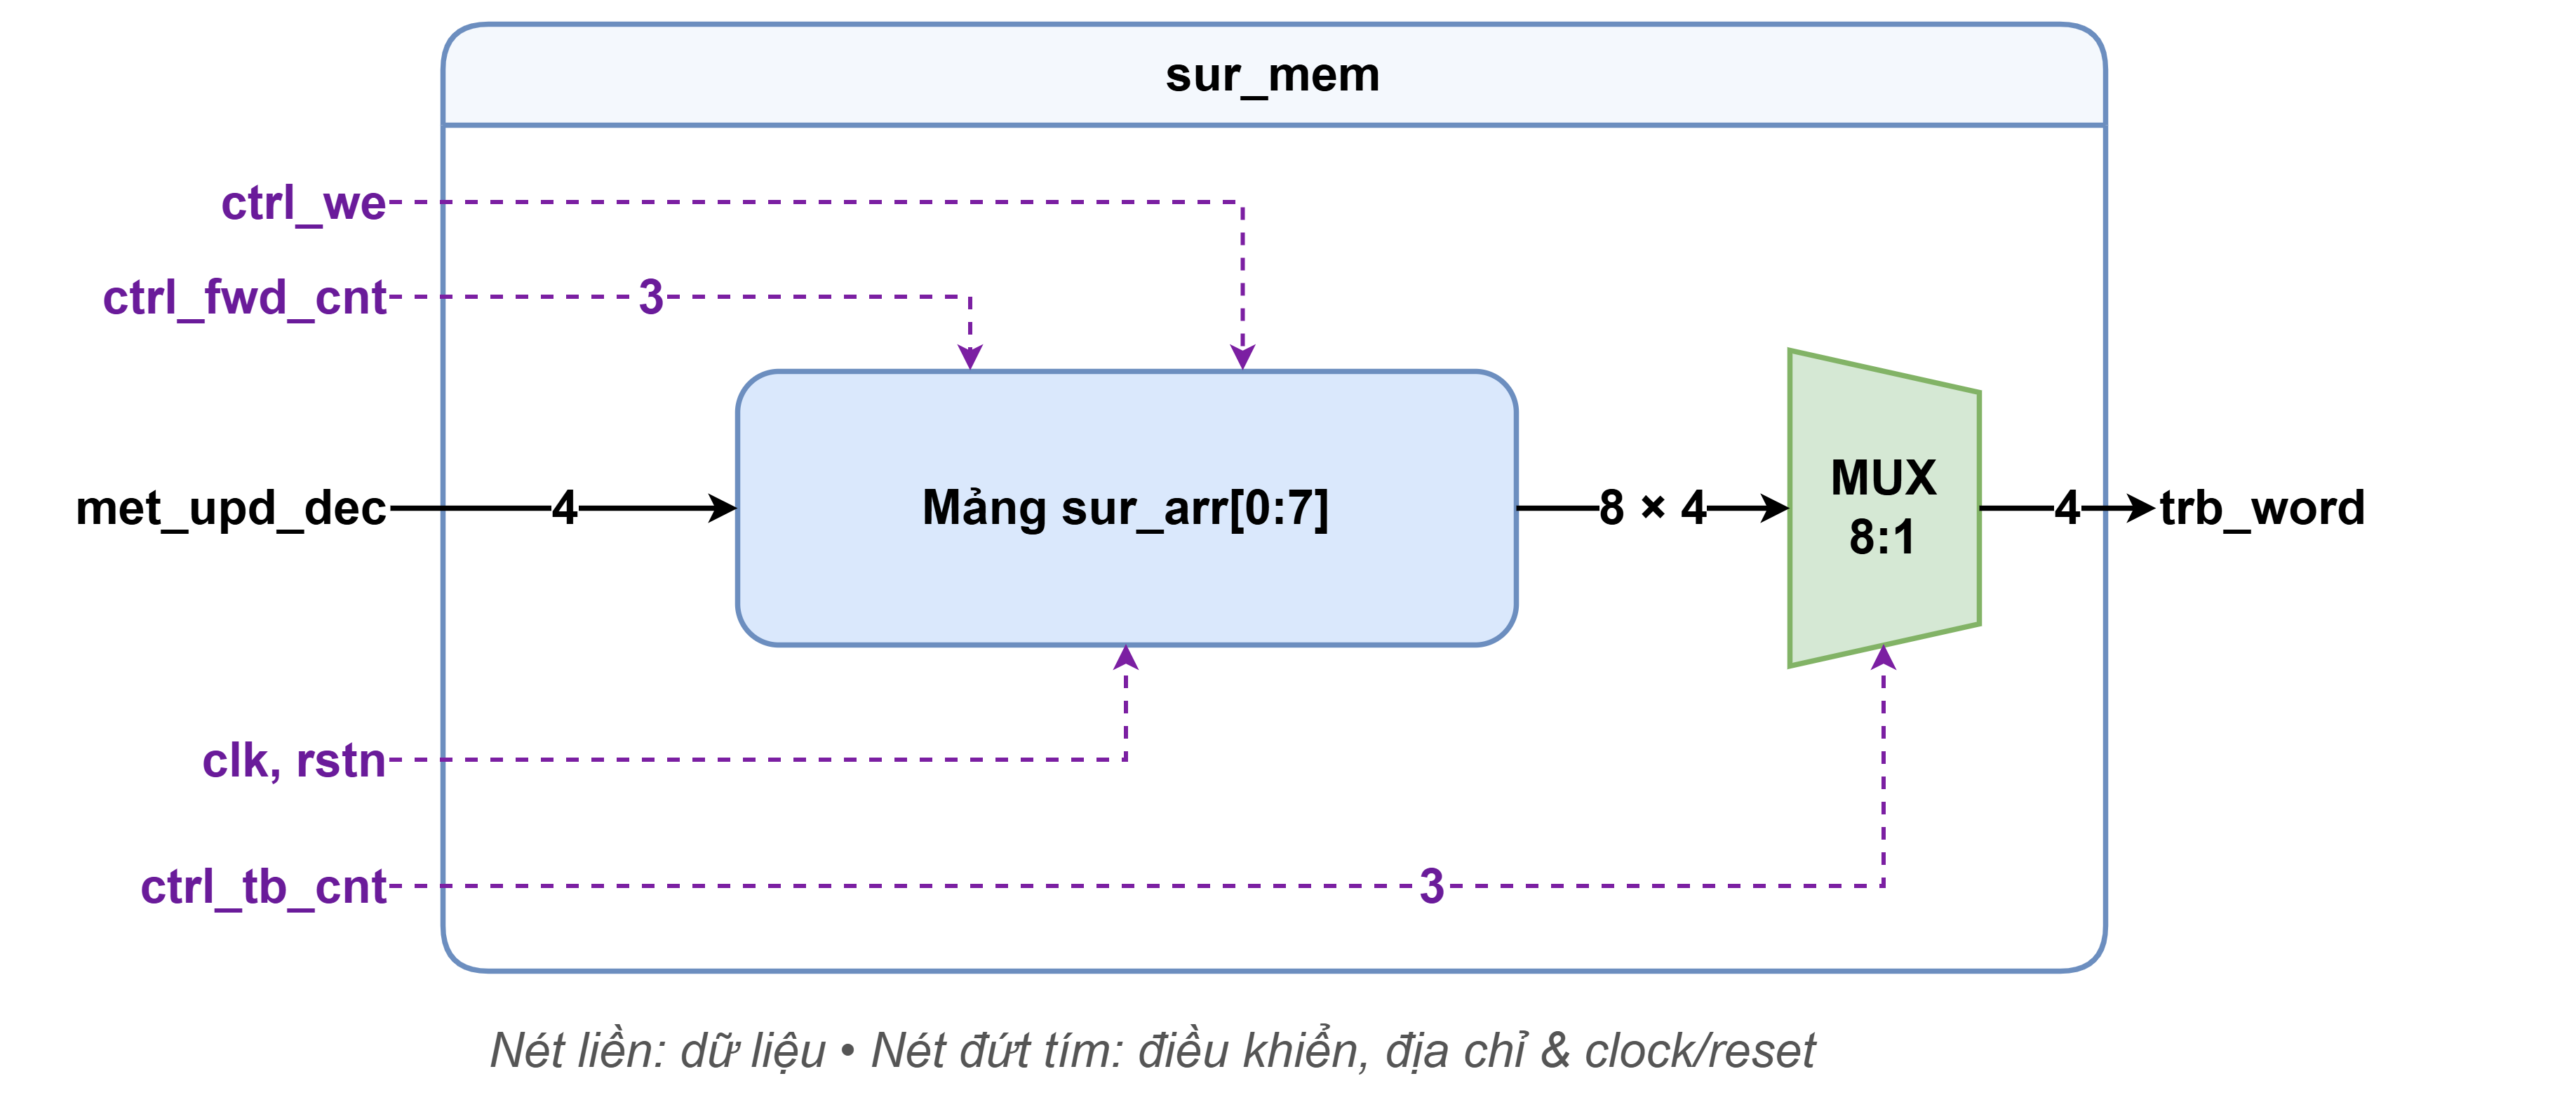 sur_mem
ctrl_we
ctrl_fwd_cnt
3
met_upd_dec
4
Mảng sur_arr[0:7]
8 × 4
MUX
8:1
4
trb_word
clk, rstn
ctrl_tb_cnt
3
Nét liền: dữ liệu • Nét đứt tím: điều khiển, địa chỉ & clock/reset